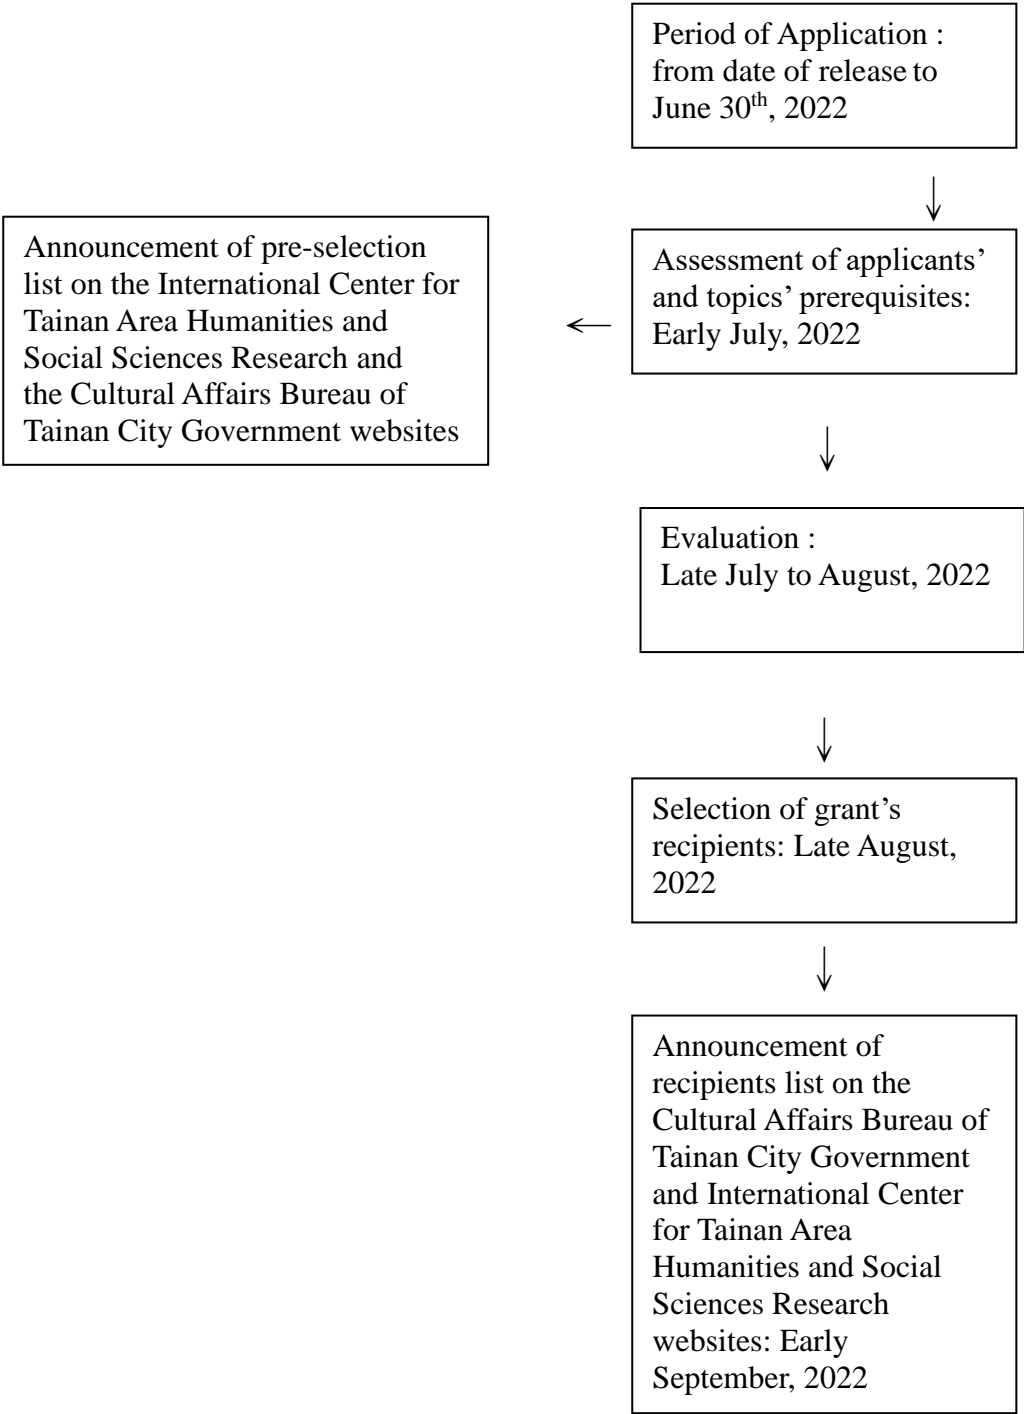 Period of Application :
from date of release to
June 30th, 2022
Assessment of applicants’
and topics’ prerequisites:
Early July, 2022
Announcement of pre-selection
list on the International Center for
Tainan Area Humanities and
Social Sciences Research and
the Cultural Affairs Bureau of
Tainan City Government websites
Evaluation :
Late July to August, 2022
Selection of grant’s
recipients: Late August,
2022
Announcement of
recipients list on the
Cultural Affairs Bureau of
Tainan City Government
and International Center
for Tainan Area
Humanities and Social
Sciences Research
websites: Early
September, 2022